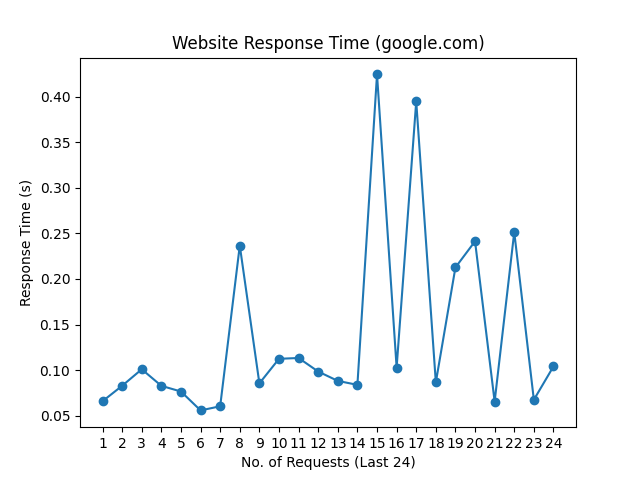 Website Response Time (google.com)
Response Time (s)
0.40
0.35
0.30
0.25
0.20
0.15
0.10
0.05
1 2 3 4 5 6 7 8 9 10 11 12 13 14 15 16 17 18 19 20 21 22 23 24
No. of Requests (Last 24)